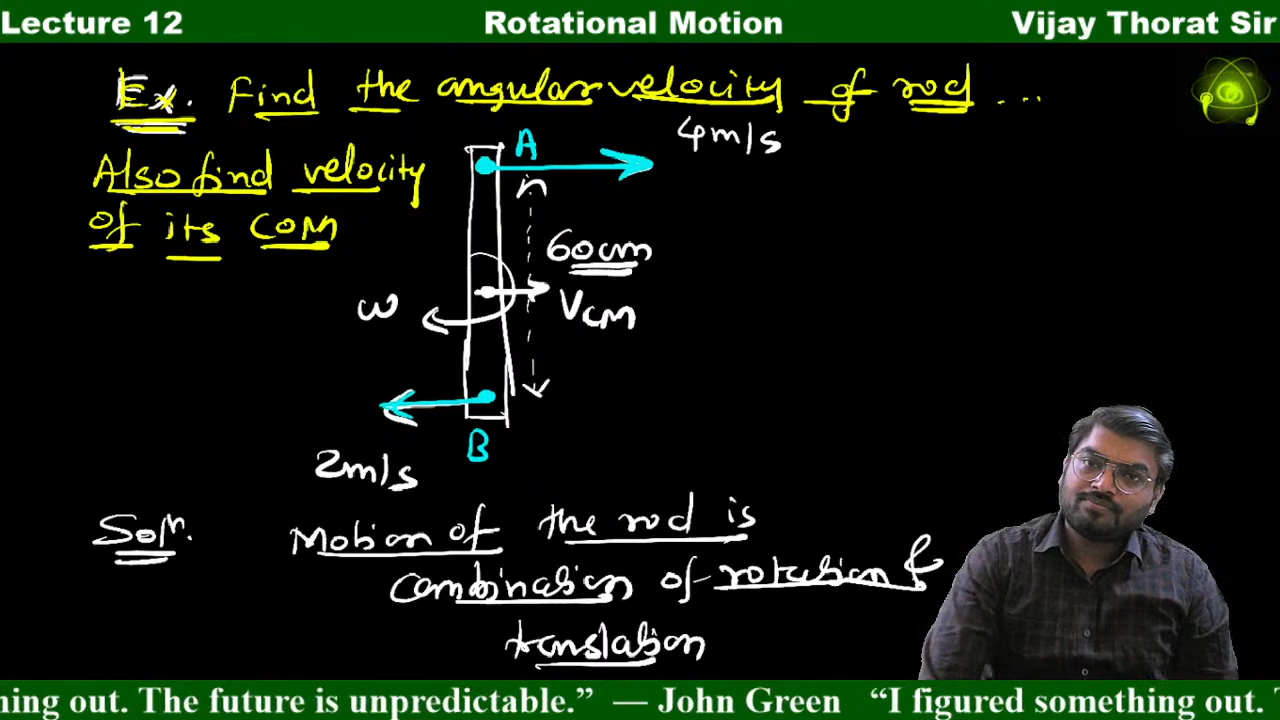 Lecture 12 Rotational Motion Vijay Thorat Sir
Ex. Find the angular velocity of rod ...
Also find velocity
of its COM
A
4m/s
60cm
ω
VCM
B
2m/s
Soln.
Motion of the rod is
combination of rotation &
translation
ning out. The future is unpredictable.” — John Green “I figured something out.